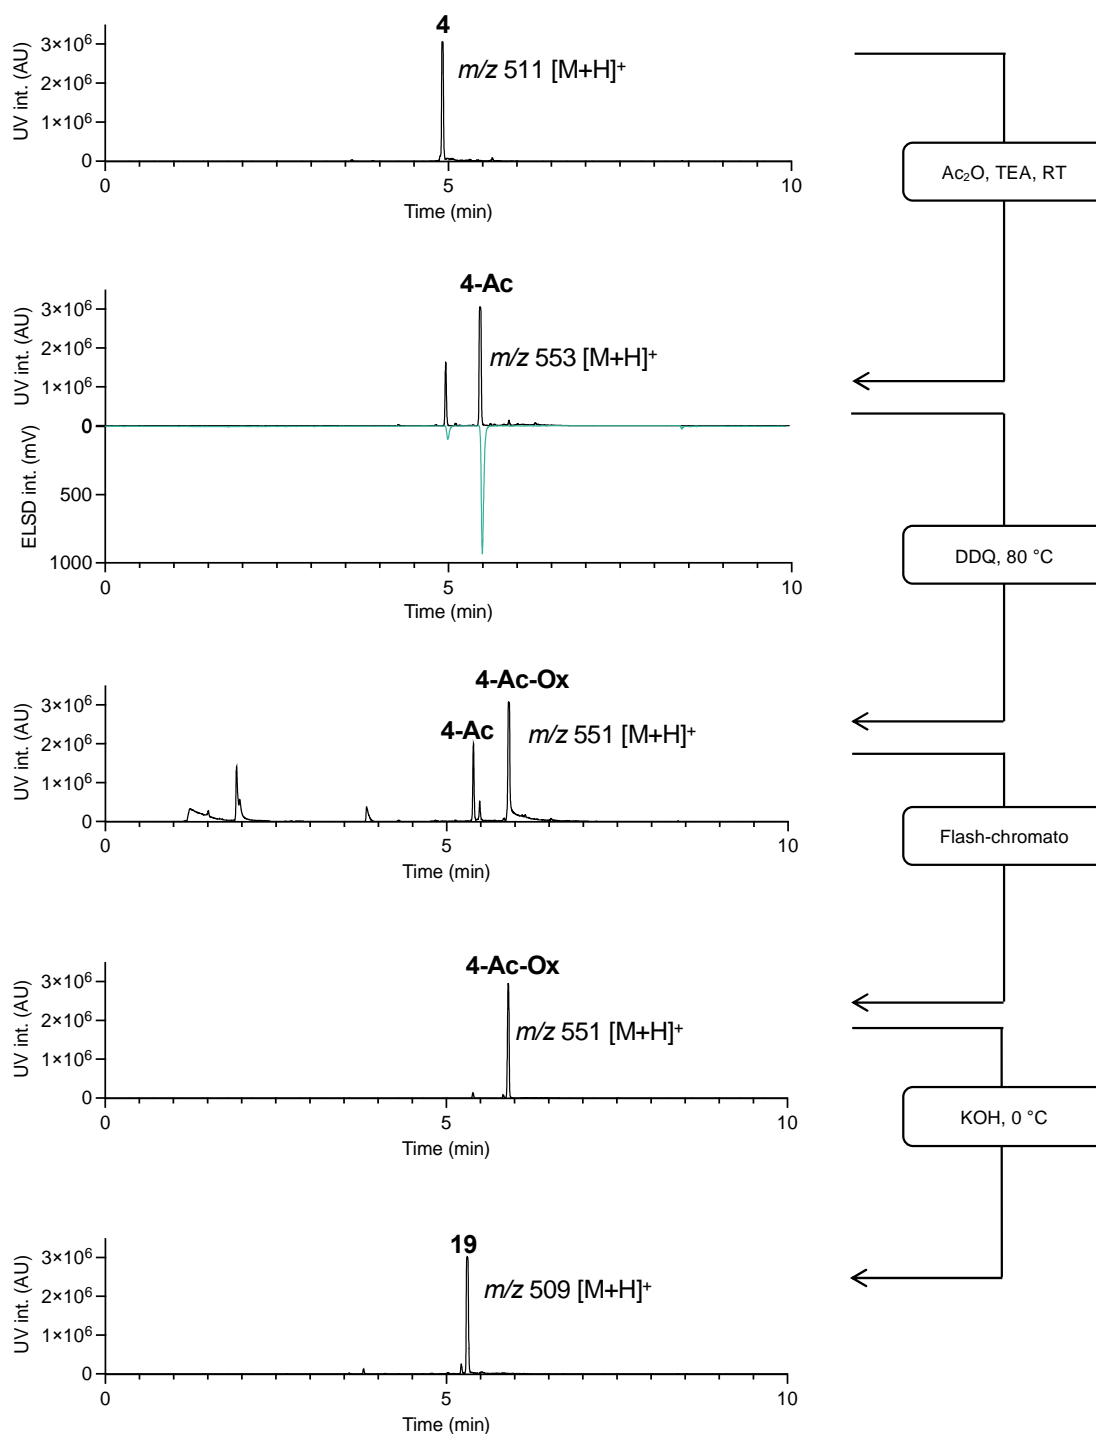 4
m/z 511 [M+H]⁺
UV int. (AU)
3×10⁶
2×10⁶
1×10⁶
0
0 5 10
Time (min)
Ac₂O, TEA, RT
4-Ac
m/z 553 [M+H]⁺
UV int. (AU)
3×10⁶
2×10⁶
1×10⁶
0
0
ELSD int. (mV)
500
1000
0 5 10
Time (min)
DDQ, 80 °C
4-Ac-Ox
4-Ac
m/z 551 [M+H]⁺
UV int. (AU)
3×10⁶
2×10⁶
1×10⁶
0
0 5 10
Time (min)
Flash-chromato
4-Ac-Ox
m/z 551 [M+H]⁺
UV int. (AU)
3×10⁶
2×10⁶
1×10⁶
0
0 5 10
Time (min)
KOH, 0 °C
19
m/z 509 [M+H]⁺
UV int. (AU)
3×10⁶
2×10⁶
1×10⁶
0
0 5 10
Time (min)